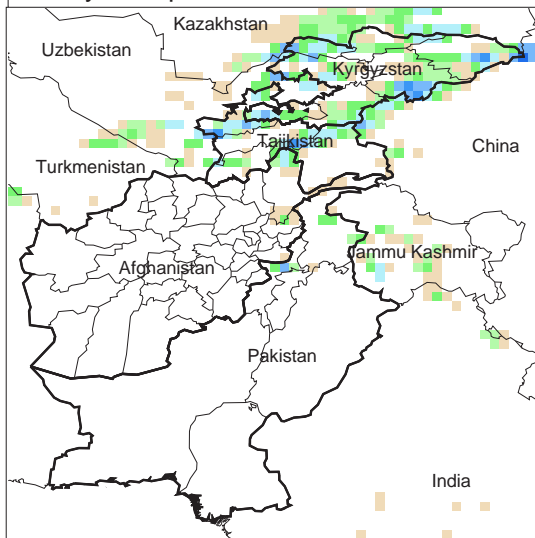 Kazakhstan
Uzbekistan
Kyrgyzstan
Tajikistan
China
Turkmenistan
Jammu Kashmir
Afghanistan
Pakistan
India